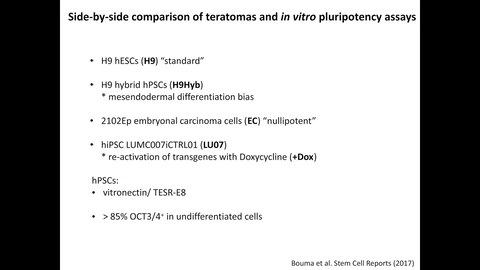 Side-by-side comparison of teratomas and in vitro pluripotency assays
• H9 hESCs (H9) “standard”
• H9 hybrid hPSCs (H9Hyb)
* mesendodermal differentiation bias
• 2102Ep embryonal carcinoma cells (EC) “nullipotent”
• hiPSC LUMC007iCTRL01 (LU07)
* re-activation of transgenes with Doxycycline (+Dox)
hPSCs:
• vitronectin/ TESR-E8
• > 85% OCT3/4⁺ in undifferentiated cells
Bouma et al. Stem Cell Reports (2017)